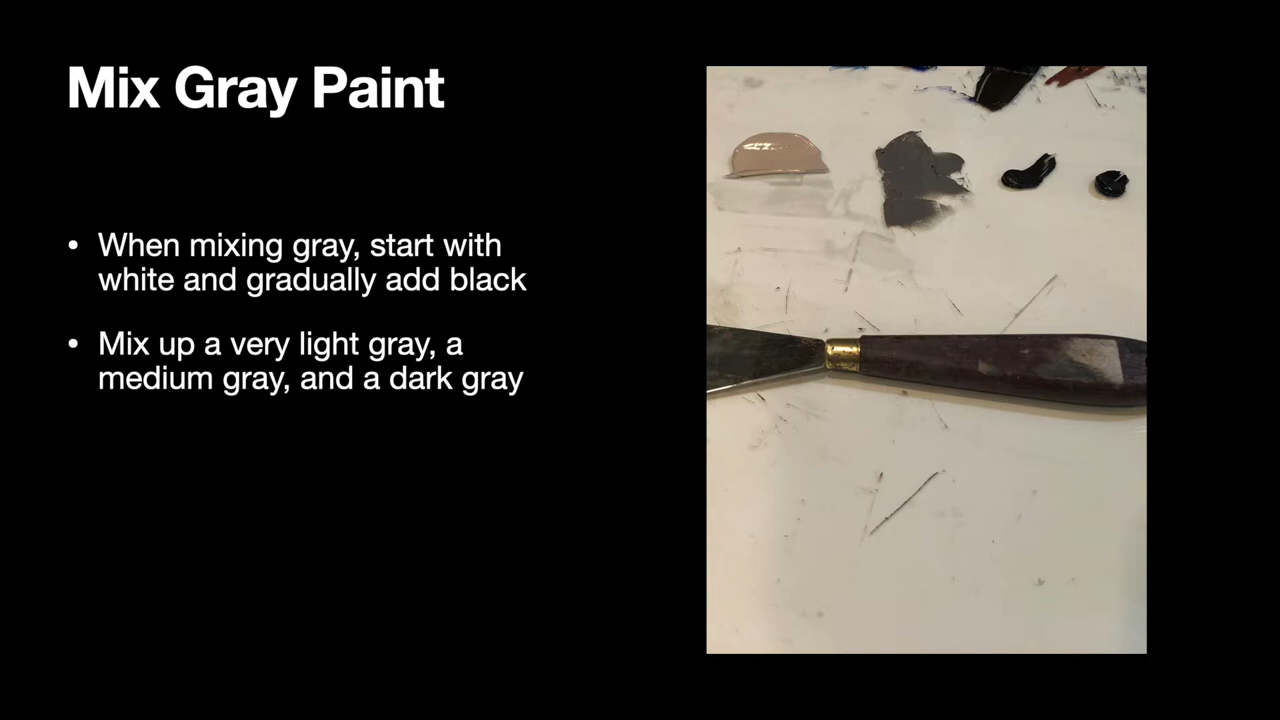 Mix Gray Paint
• When mixing gray, start with
white and gradually add black
• Mix up a very light gray, a
medium gray, and a dark gray